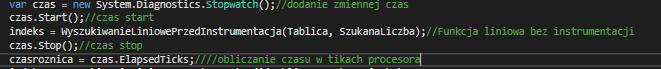 var czas = new System.Diagnostics.Stopwatch();//dodanie zmiennej czas
czas.Start();//czas start
indeks = WyszukiwanieLiniowePrzedInstrumentacja(Tablica, SzukanaLiczba);//Funkcja liniowa bez instrumentacji
czas.Stop();//czas stop
czasroznica = czas.ElapsedTicks;////obliczanie czasu w tikach procesora